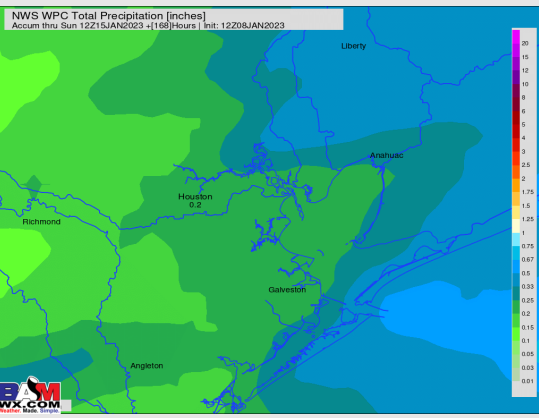 NWS WPC Total Precipitation [inches]
Accum thru Sun 12Z15JAN2023 +[168]Hours | Init: 12Z08JAN2023
Liberty
Anahuac
Houston
0.2
Richmond
Galveston
Angleton
20
15
12
10
8
6
5
4
3
2.5
2
1.75
1.5
1.25
1
0.75
0.67
0.5
0.33
0.25
0.2
0.15
0.1
0.05
0.03
0.01
BAM
WX.COM
Weather. Made. Simple.